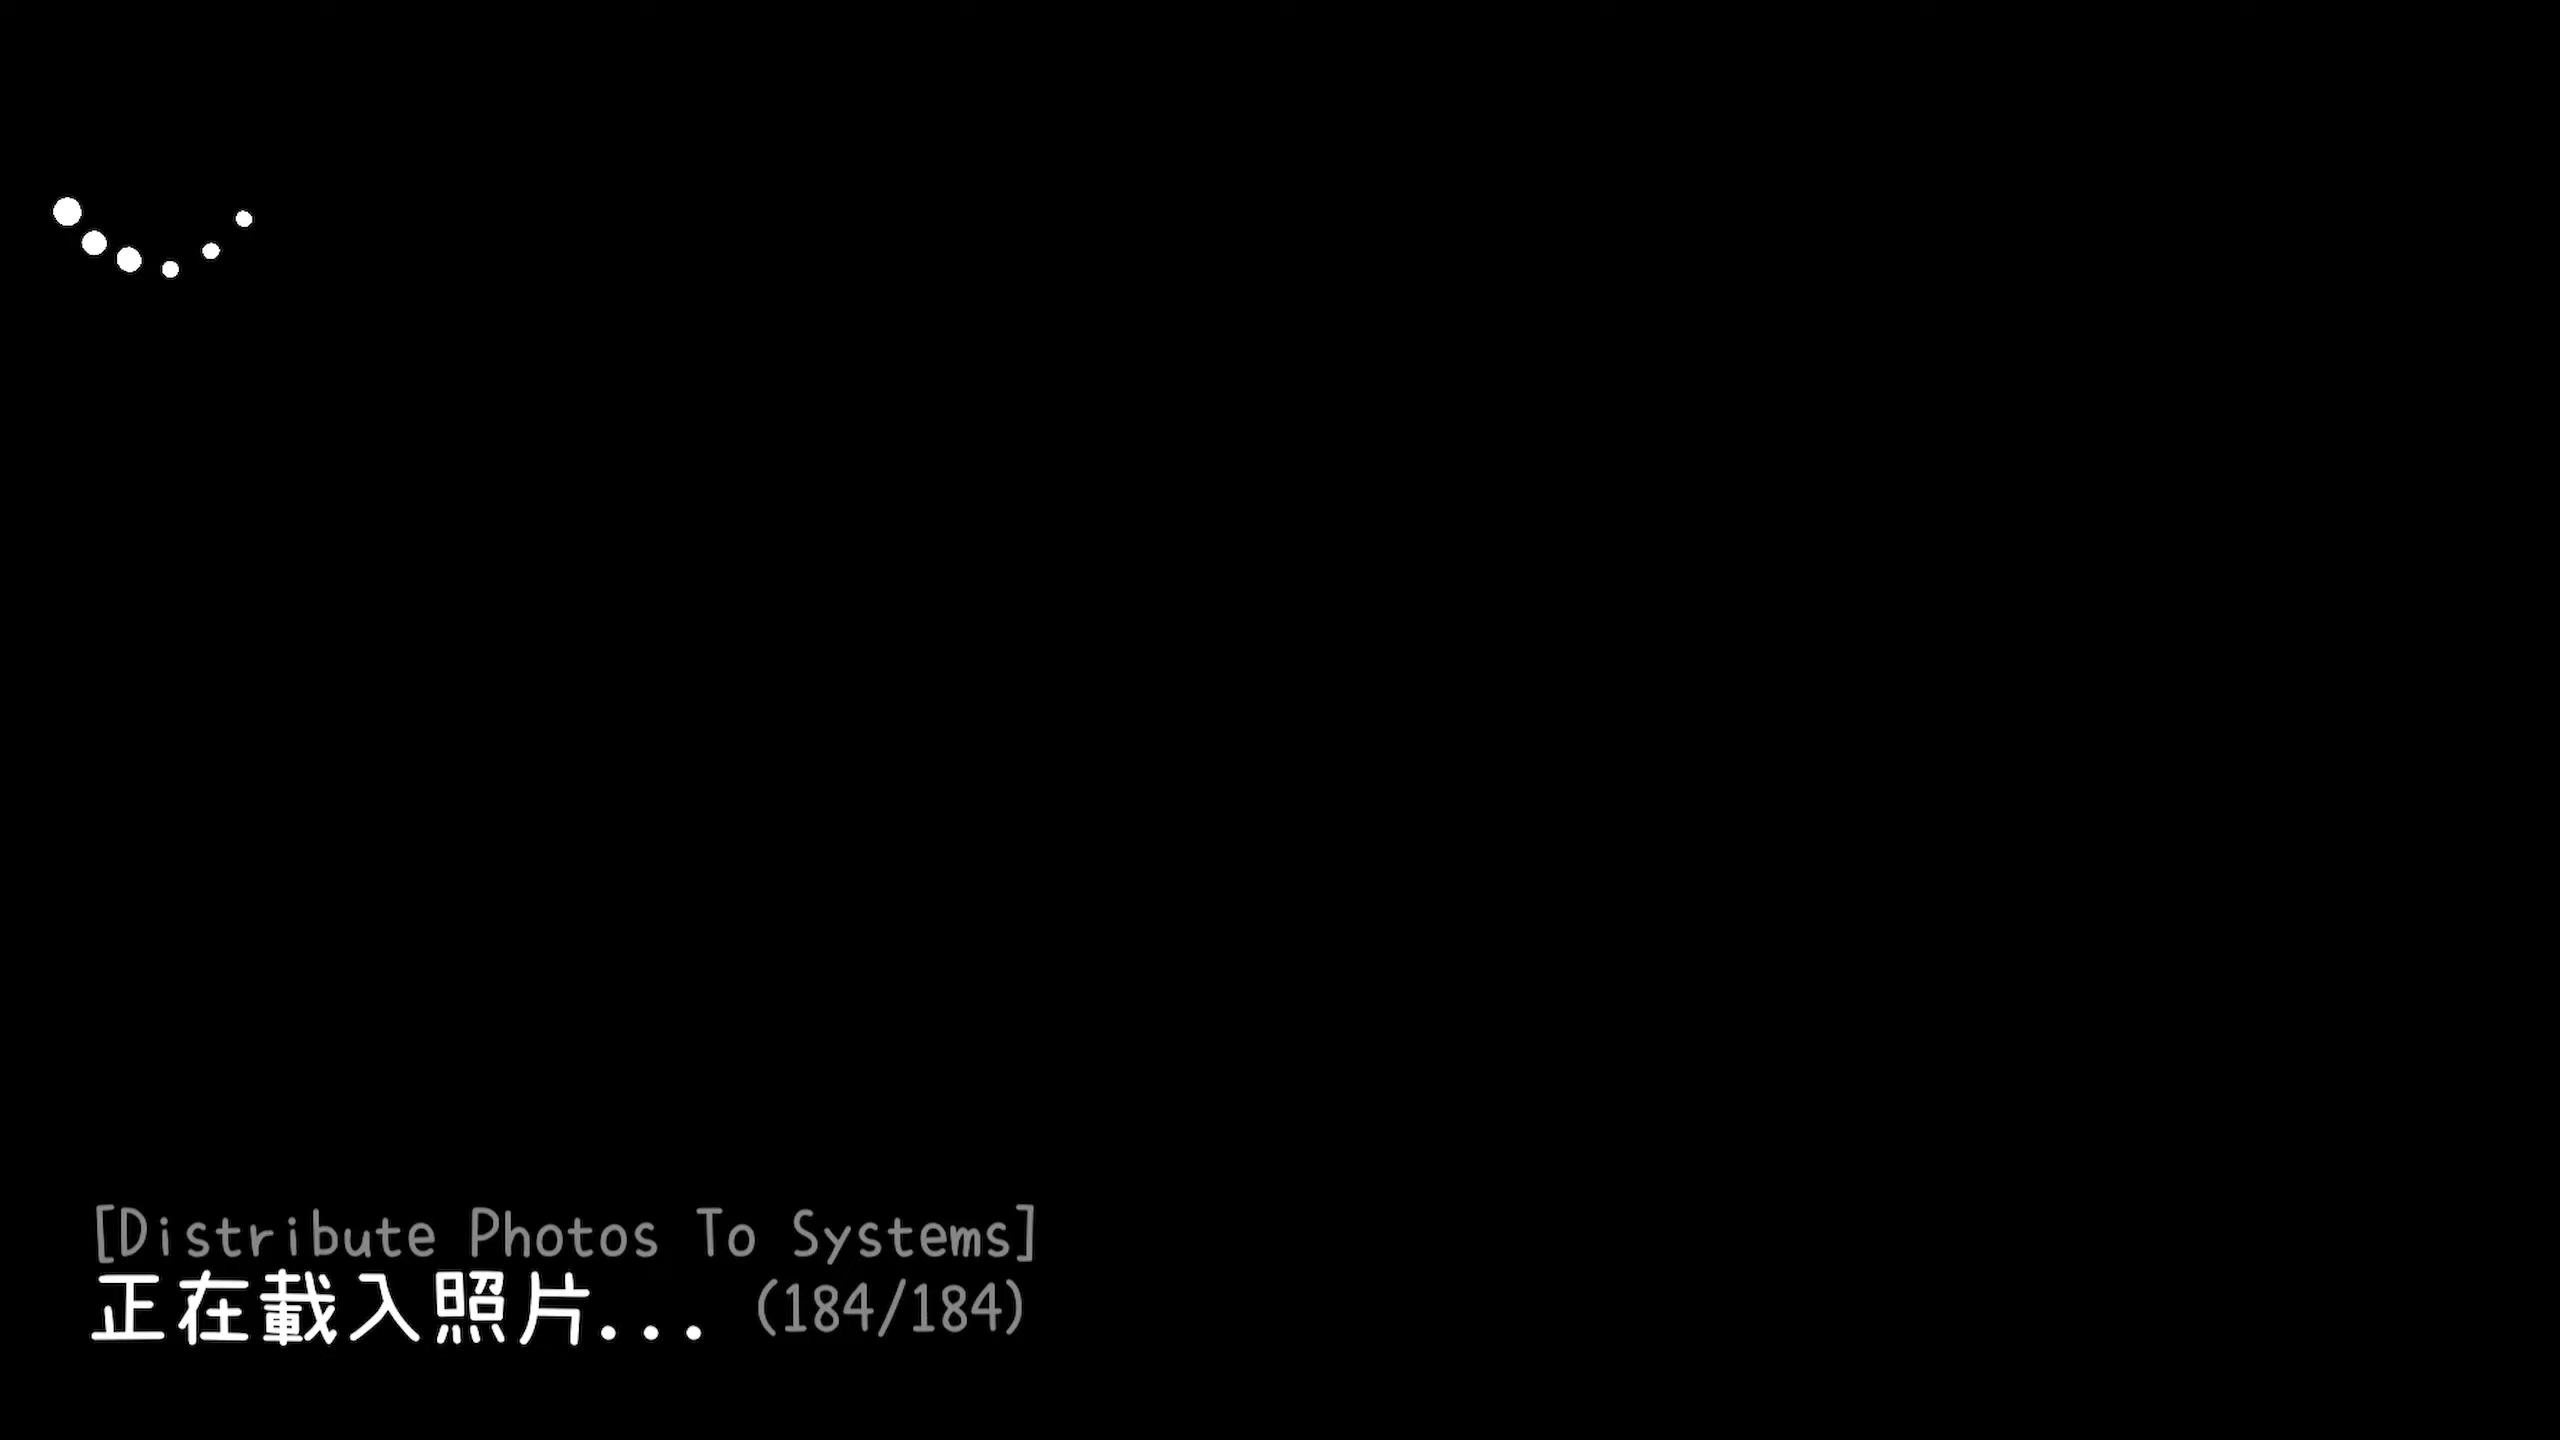 [Distribute Photos To Systems]
正在載入照片... (184/184)